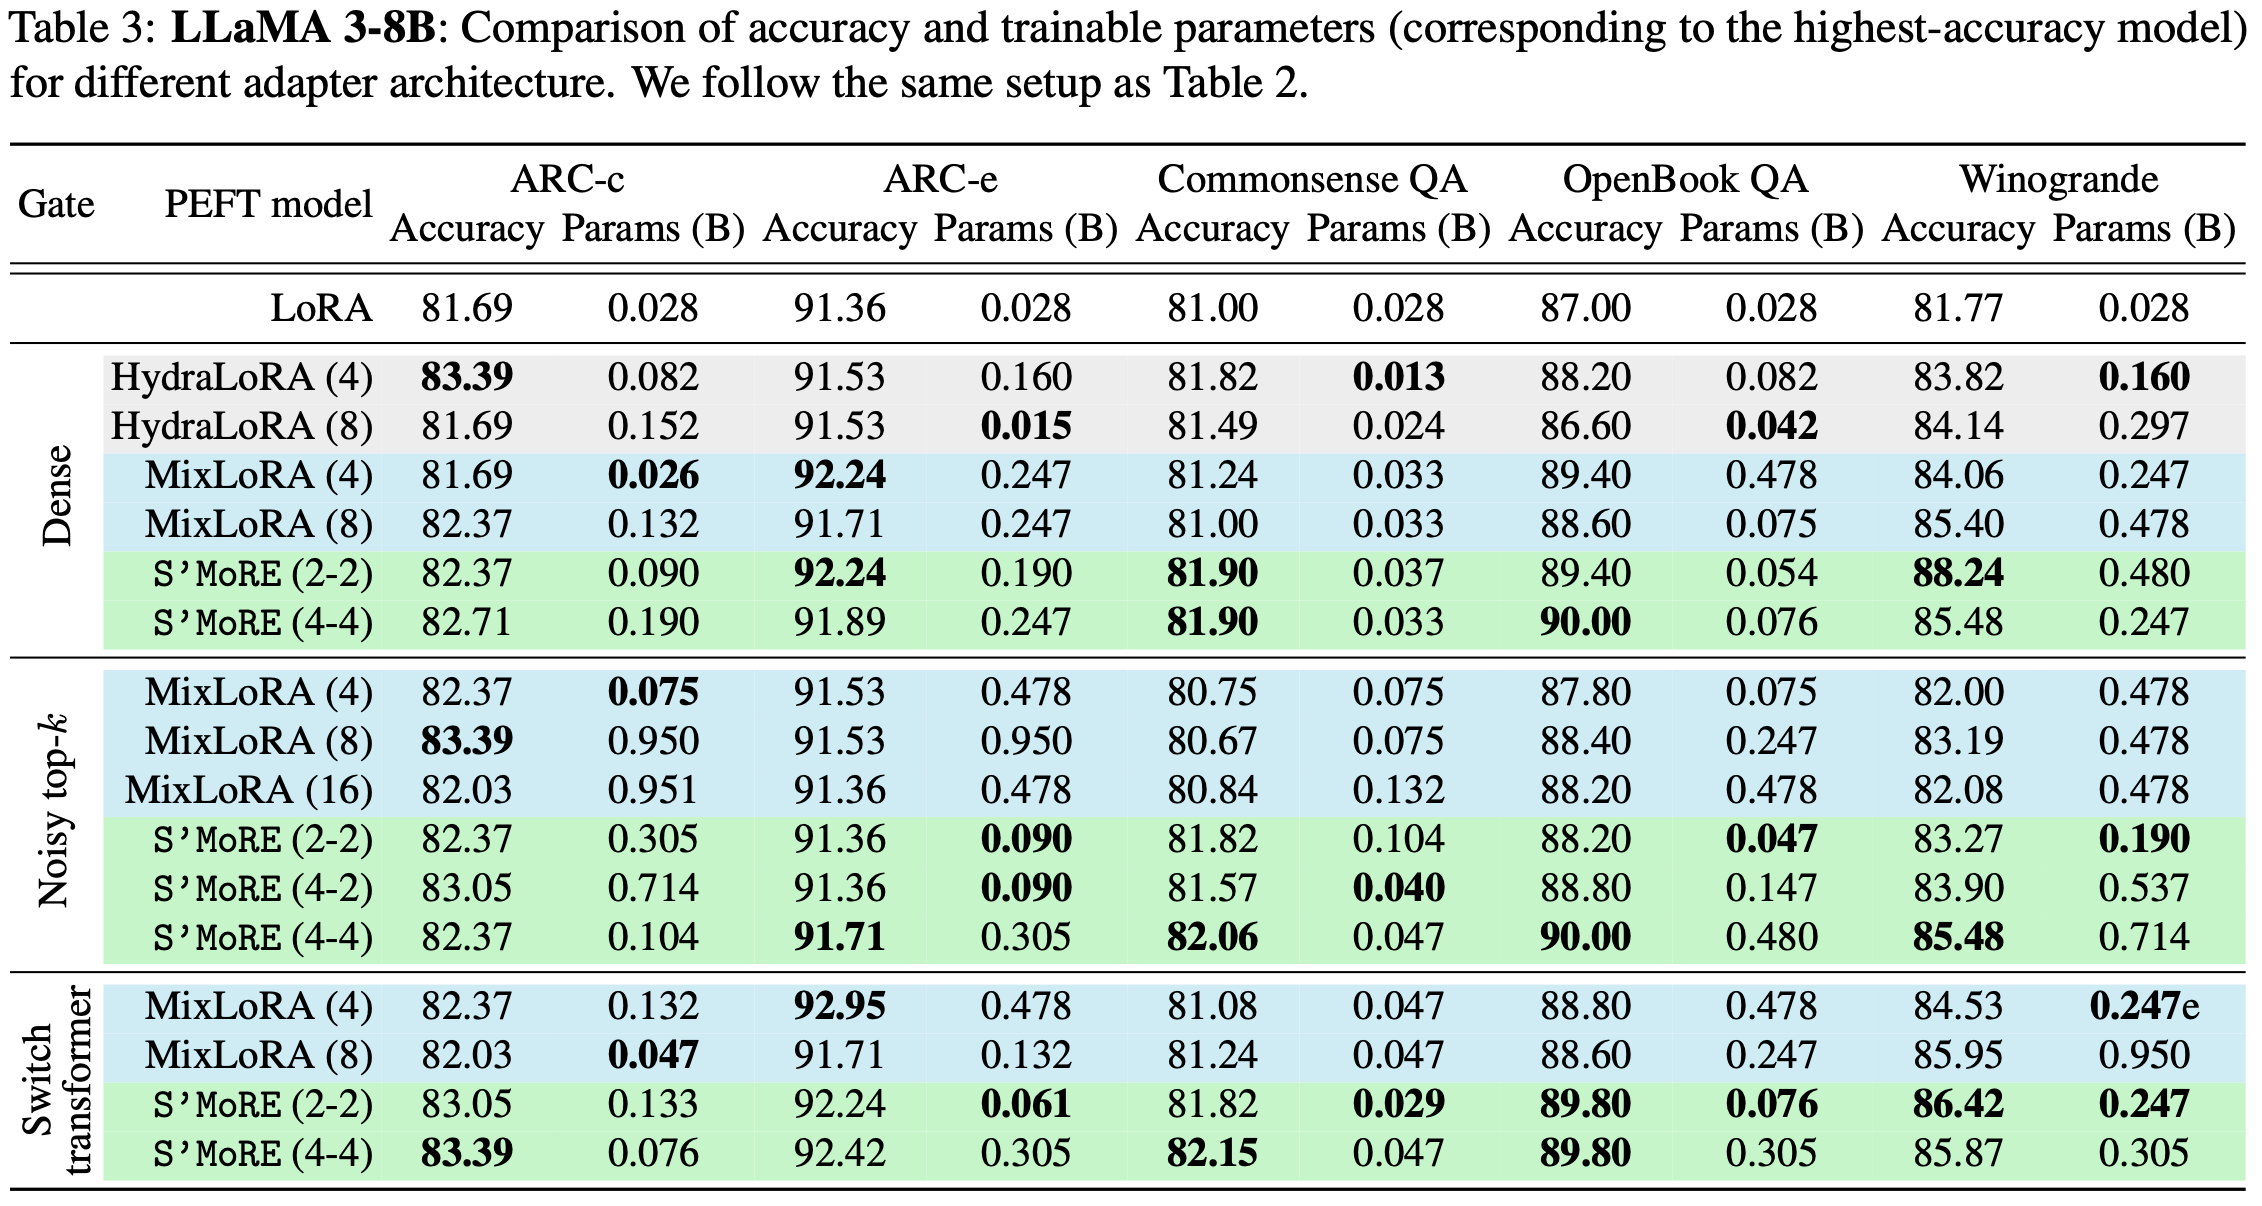 Table 3: LLaMA 3-8B: Comparison of accuracy and trainable parameters (corresponding to the highest-accuracy model)
for different adapter architecture. We follow the same setup as Table 2.
Gate PEFT model ARC-c ARC-e Commonsense QA OpenBook QA Winogrande
Accuracy Params (B) Accuracy Params (B) Accuracy Params (B) Accuracy Params (B) Accuracy Params (B)
LoRA 81.69 0.028 91.36 0.028 81.00 0.028 87.00 0.028 81.77 0.028
Dense
HydraLoRA (4) 83.39 0.082 91.53 0.160 81.82 0.013 88.20 0.082 83.82 0.160
HydraLoRA (8) 81.69 0.152 91.53 0.015 81.49 0.024 86.60 0.042 84.14 0.297
MixLoRA (4) 81.69 0.026 92.24 0.247 81.24 0.033 89.40 0.478 84.06 0.247
MixLoRA (8) 82.37 0.132 91.71 0.247 81.00 0.033 88.60 0.075 85.40 0.478
S'MoRE (2-2) 82.37 0.090 92.24 0.190 81.90 0.037 89.40 0.054 88.24 0.480
S'MoRE (4-4) 82.71 0.190 91.89 0.247 81.90 0.033 90.00 0.076 85.48 0.247
Noisy top-k
MixLoRA (4) 82.37 0.075 91.53 0.478 80.75 0.075 87.80 0.075 82.00 0.478
MixLoRA (8) 83.39 0.950 91.53 0.950 80.67 0.075 88.40 0.247 83.19 0.478
MixLoRA (16) 82.03 0.951 91.36 0.478 80.84 0.132 88.20 0.478 82.08 0.478
S'MoRE (2-2) 82.37 0.305 91.36 0.090 81.82 0.104 88.20 0.047 83.27 0.190
S'MoRE (4-2) 83.05 0.714 91.36 0.090 81.57 0.040 88.80 0.147 83.90 0.537
S'MoRE (4-4) 82.37 0.104 91.71 0.305 82.06 0.047 90.00 0.480 85.48 0.714
Switch
transformer
MixLoRA (4) 82.37 0.132 92.95 0.478 81.08 0.047 88.80 0.478 84.53 0.247e
MixLoRA (8) 82.03 0.047 91.71 0.132 81.24 0.047 88.60 0.247 85.95 0.950
S'MoRE (2-2) 83.05 0.133 92.24 0.061 81.82 0.029 89.80 0.076 86.42 0.247
S'MoRE (4-4) 83.39 0.076 92.42 0.305 82.15 0.047 89.80 0.305 85.87 0.305